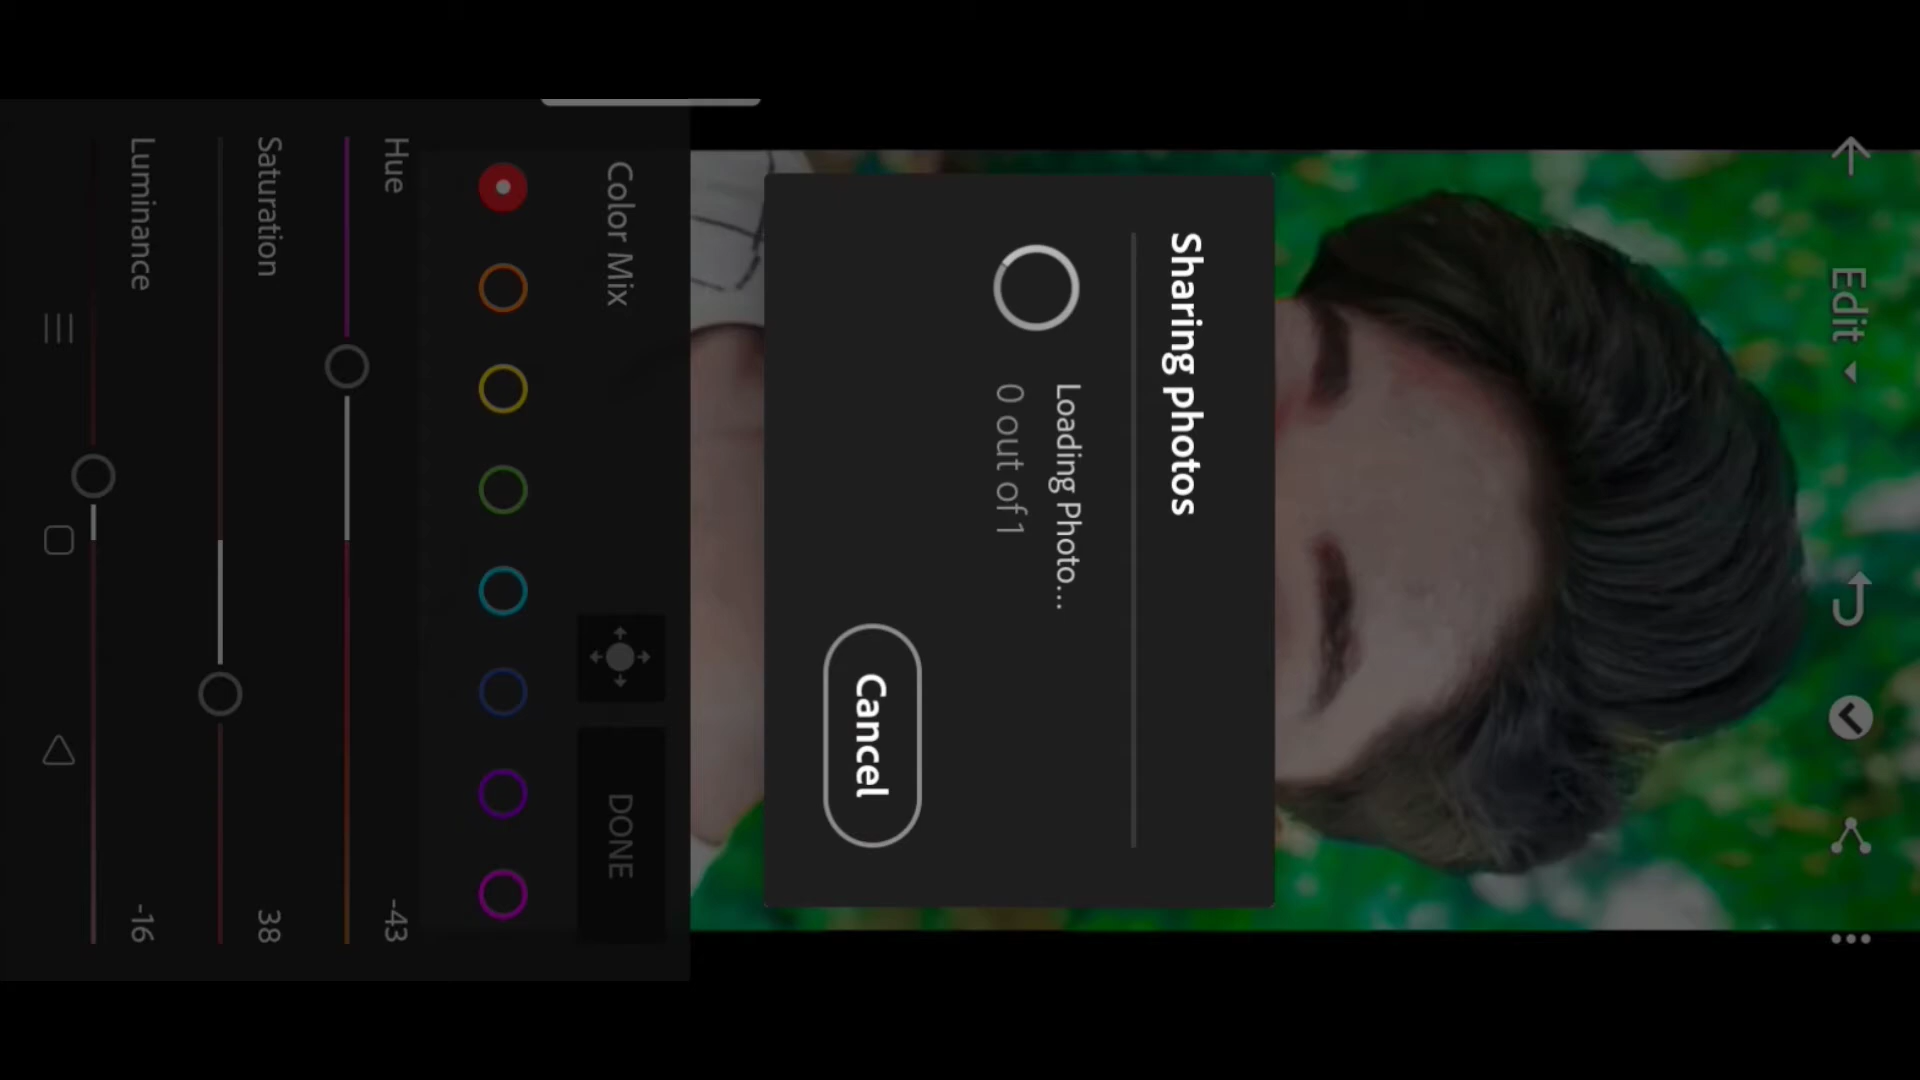 Edit
Sharing photos
Loading Photo...
0 out of 1
Cancel
Color Mix
DONE
Hue
-43
Saturation
38
Luminance
-16